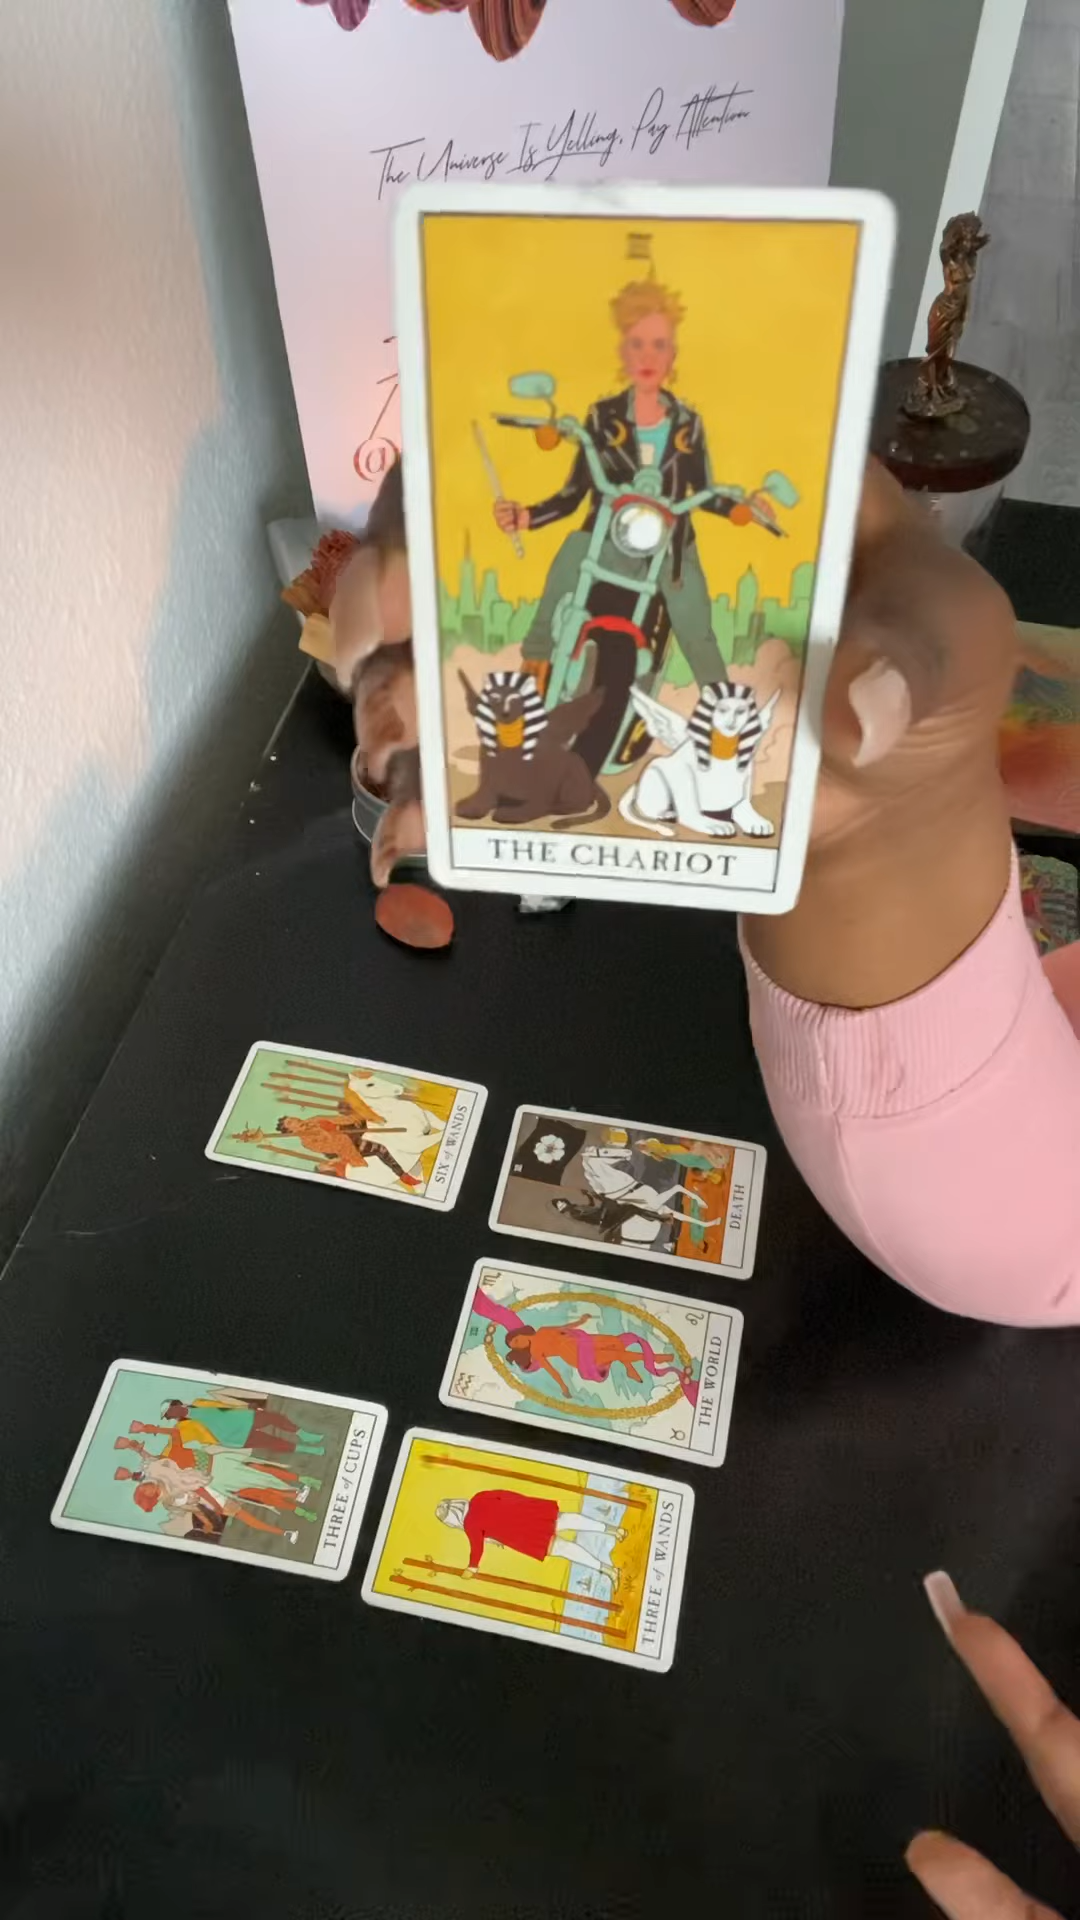 The Universe Is Yelling, Pay Attention
@
THE CHARIOT
SIX of WANDS
DEATH
THE WORLD
THREE of CUPS
THREE of WANDS